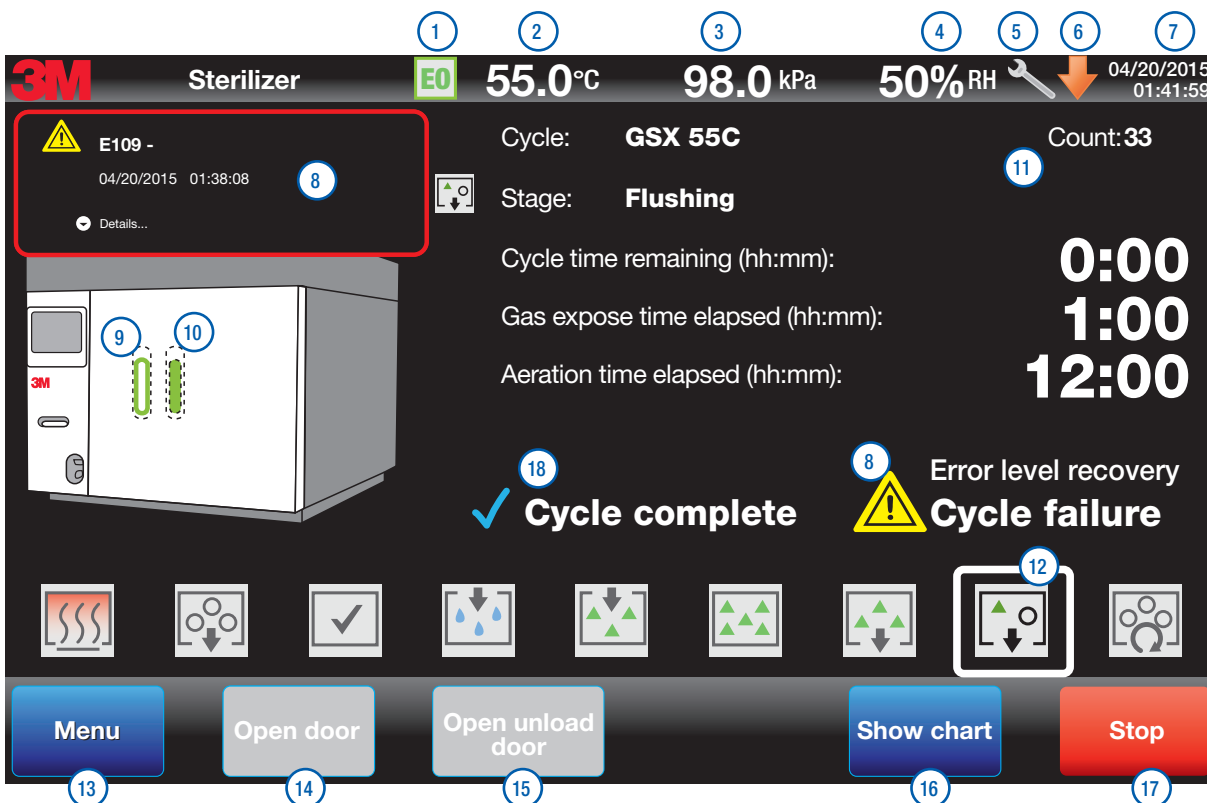 1 2 3 4 5 6 7
3M Sterilizer EO 55.0°C 98.0 kPa 50% RH 04/20/2015
01:41:59
E109 -
04/20/2015 01:38:08 8
Details...
Cycle: GSX 55C Count: 33
11
Stage: Flushing
Cycle time remaining (hh:mm): 0:00
Gas expose time elapsed (hh:mm): 1:00
Aeration time elapsed (hh:mm): 12:00
9 10
3M
18 8 Error level recovery
Cycle complete Cycle failure
12
Menu Open door Open unload
door Show chart Stop
13 14 15 16 17